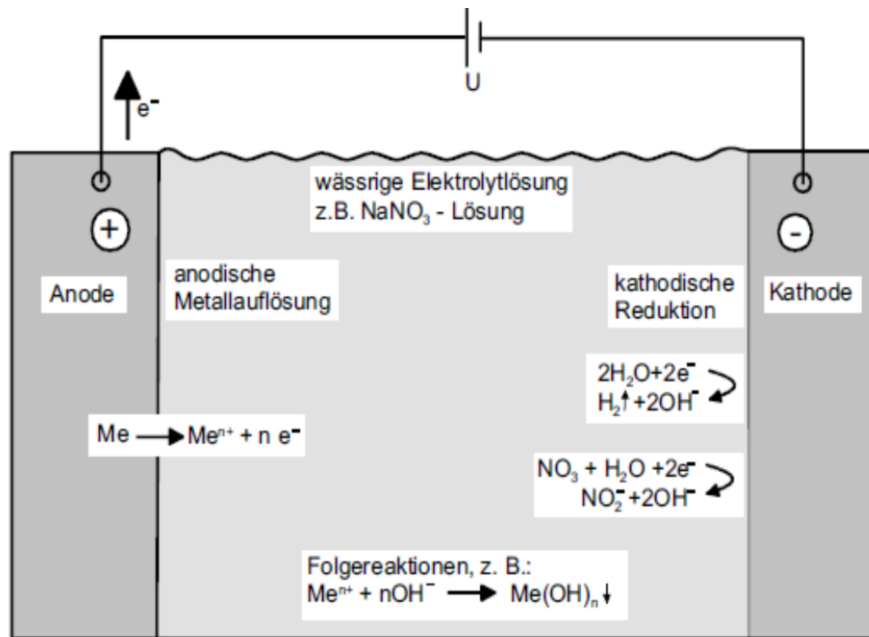 U
e⁻
wässrige Elektrolytlösung
z.B. NaNO₃ - Lösung
+
-
Anode
anodische
Metallauflösung
kathodische
Reduktion
Kathode
2H₂O+2e⁻
H₂↑+2OH⁻
Me → Meⁿ⁺ + n e⁻
NO₃ + H₂O +2e⁻
NO₂⁻+2OH⁻
Folgereaktionen, z. B.:
Meⁿ⁺ + nOH⁻ → Me(OH)ₙ↓